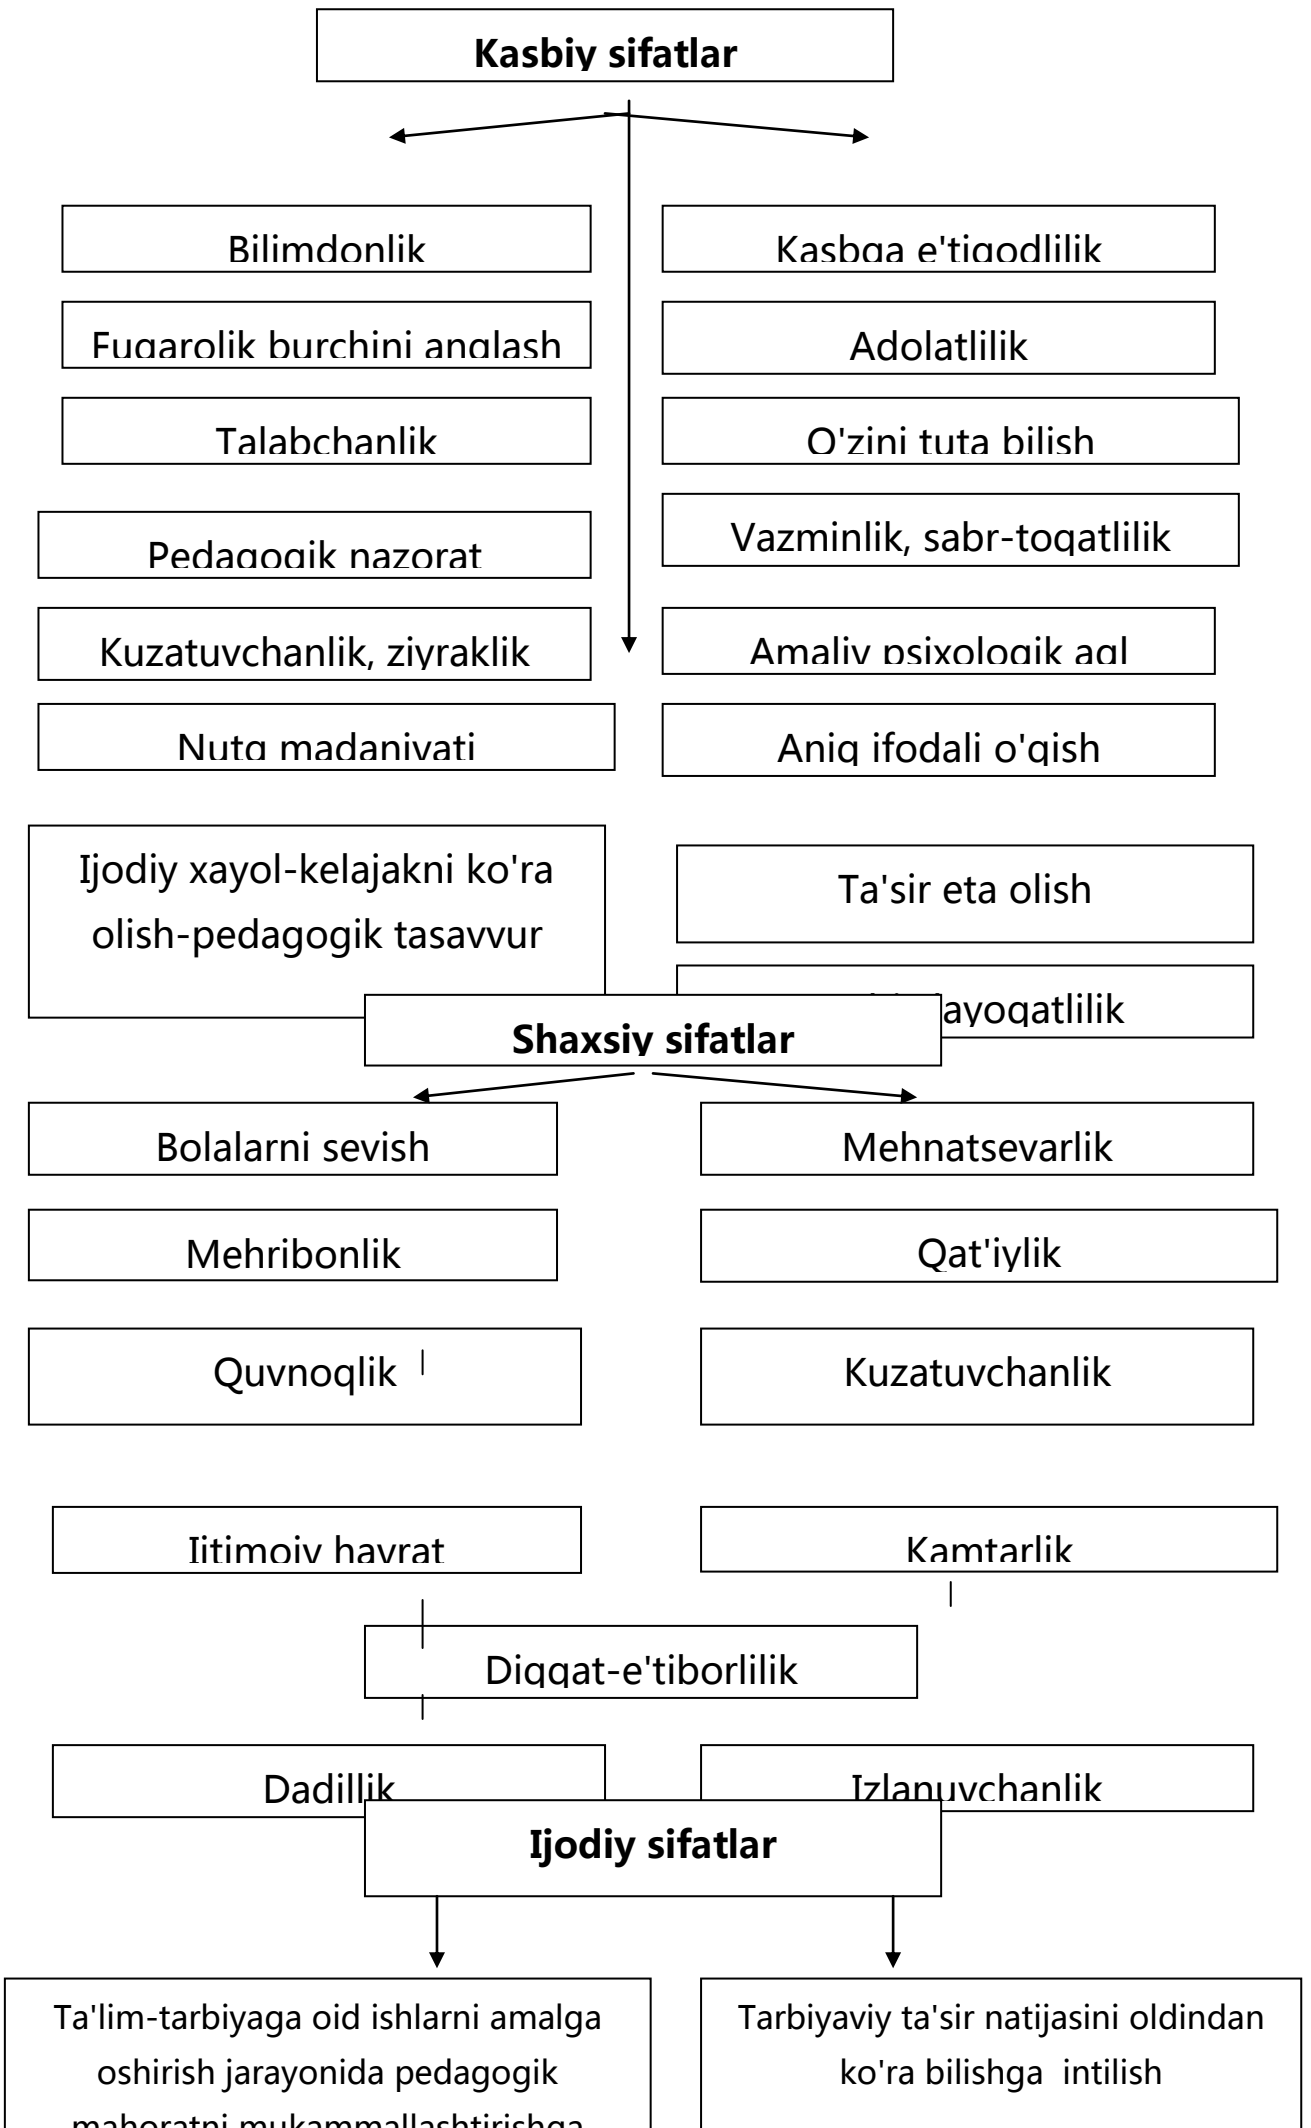 Kasbiy sifatlar
Bilimdonlik
Kasbga e'tiqodlilik
Fuqarolik burchini anglash
Adolatlilik
Talabchanlik
O'zini tuta bilish
Vazminlik, sabr-toqatlilik
Pedagogik nazorat
Kuzatuvchanlik, ziyraklik
Amaliy psixologik aql
Nutq madaniyati
Aniq ifodali o'qish
Ijodiy xayol-kelajakni ko'ra
olish-pedagogik tasavvur
Ta'sir eta olish
layoqatlilik
Shaxsiy sifatlar
Bolalarni sevish
Mehnatsevarlik
Mehribonlik
Qat'iylik
Quvnoqlik
Kuzatuvchanlik
Ijtimoiy hayrat
Kamtarlik
Diqqat-e'tiborlilik
Dadillik
Izlanuvchanlik
Ijodiy sifatlar
Ta'lim-tarbiyaga oid ishlarni amalga
oshirish jarayonida pedagogik
mahoratni mukammallashtirishga
Tarbiyaviy ta'sir natijasini oldindan
ko'ra bilishga intilish